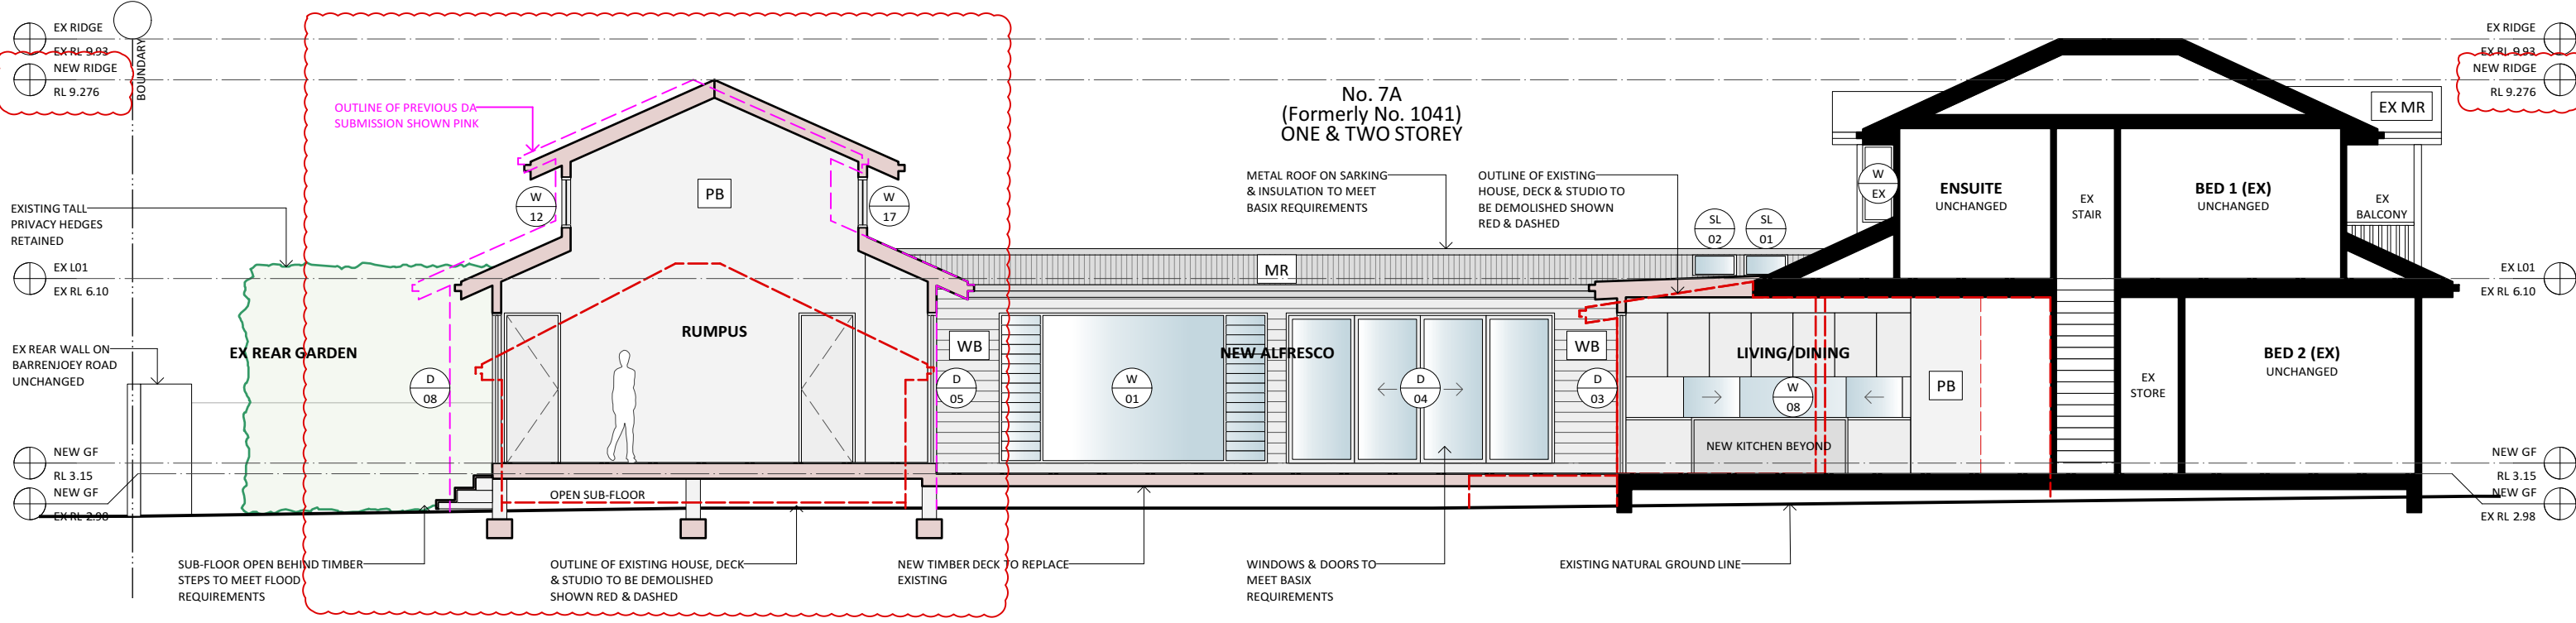 EX RIDGE
EX RL 9.93
NEW RIDGE
RL 9.276
BOUNDARY
OUTLINE OF PREVIOUS DA
SUBMISSION SHOWN PINK
No. 7A
(Formerly No. 1041)
ONE & TWO STOREY
EX RIDGE
EX RL 9.93
NEW RIDGE
RL 9.276
EX MR
EXISTING TALL
PRIVACY HEDGES
RETAINED
W
12
PB
W
17
METAL ROOF ON SARKING
& INSULATION TO MEET
BASIX REQUIREMENTS
OUTLINE OF EXISTING
HOUSE, DECK & STUDIO TO
BE DEMOLISHED SHOWN
RED & DASHED
SL
02
SL
01
W
EX
ENSUITE
UNCHANGED
EX
STAIR
BED 1 (EX)
UNCHANGED
EX
BALCONY
EX L01
EX RL 6.10
MR
EX L01
EX RL 6.10
EX REAR WALL ON
BARRENJOEY ROAD
UNCHANGED
EX REAR GARDEN
D
08
RUMPUS
WB
D
05
W
01
NEW ALFRESCO
D
04
WB
D
03
LIVING/DINING
W
08
PB
NEW KITCHEN BEYOND
EX
STORE
BED 2 (EX)
UNCHANGED
NEW GF
RL 3.15
NEW GF
EX RL 2.98
OPEN SUB-FLOOR
NEW GF
RL 3.15
NEW GF
EX RL 2.98
SUB-FLOOR OPEN BEHIND TIMBER
STEPS TO MEET FLOOD
REQUIREMENTS
OUTLINE OF EXISTING HOUSE, DECK
& STUDIO TO BE DEMOLISHED
SHOWN RED & DASHED
NEW TIMBER DECK TO REPLACE
EXISTING
WINDOWS & DOORS TO
MEET BASIX
REQUIREMENTS
EXISTING NATURAL GROUND LINE